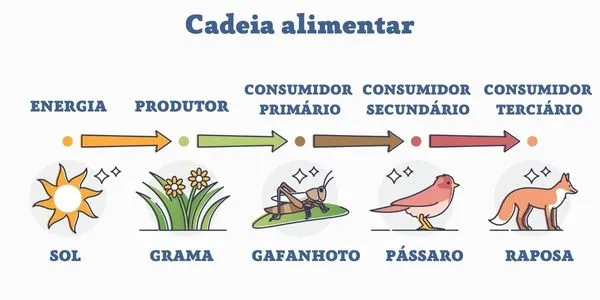 Cadeia alimentar
ENERGIA
PRODUTOR
CONSUMIDOR
PRIMÁRIO
CONSUMIDOR
SECUNDÁRIO
CONSUMIDOR
TERCIÁRIO
SOL
GRAMA
GAFANHOTO
PÁSSARO
RAPOSA